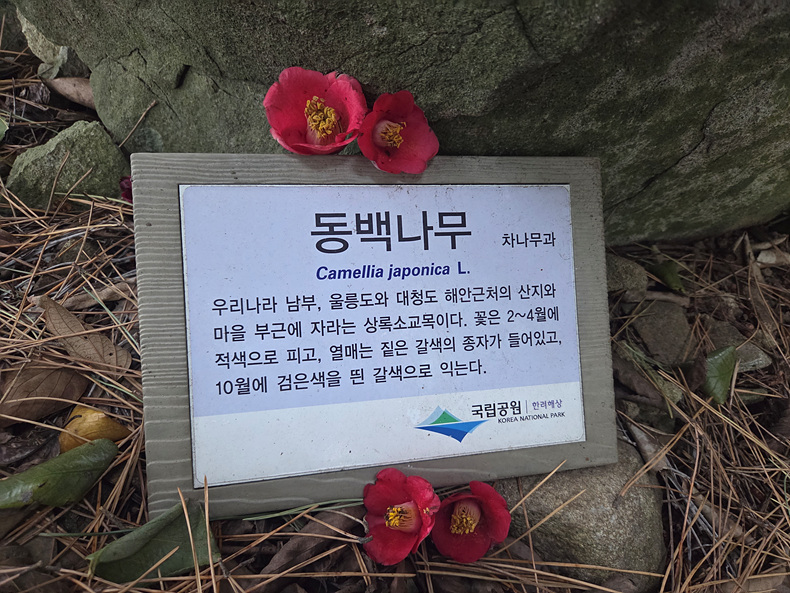 동백나무 차나무과
Camellia japonica L.
우리나라 남부, 울릉도와 대청도 해안근처의 산지와
마을 부근에 자라는 상록소교목이다. 꽃은 2~4월에
적색으로 피고, 열매는 짙은 갈색의 종자가 들어있고,
10월에 검은색을 띈 갈색으로 익는다.
국립공원 | 한려해상
KOREA NATIONAL PARK